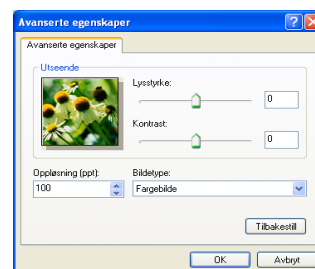 Avanserte egenskaper
Avanserte egenskaper
Utseende
Lysstyrke:
0
Kontrast:
0
Oppløsning (ppt): Bildetype:
100 Fargebilde
Tilbakestill
OK Avbryt